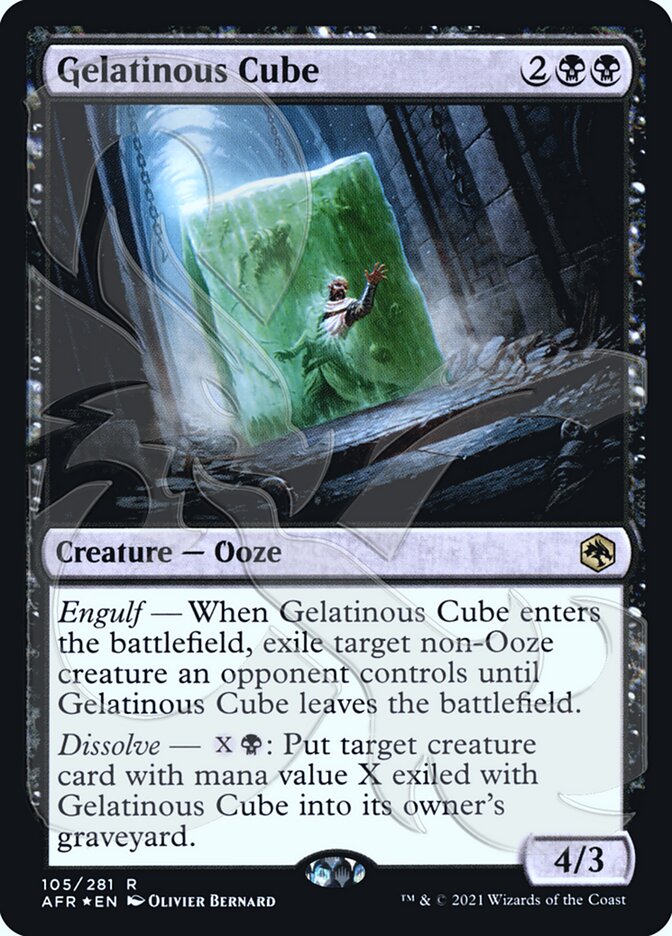 Gelatinous Cube 2
Creature — Ooze
Engulf — When Gelatinous Cube enters
the battlefield, exile target non-Ooze
creature an opponent controls until
Gelatinous Cube leaves the battlefield.
Dissolve — X : Put target creature
card with mana value X exiled with
Gelatinous Cube into its owner's
graveyard.
4/3
105/281 R
AFR ★ EN Olivier Bernard
™ & © 2021 Wizards of the Coast